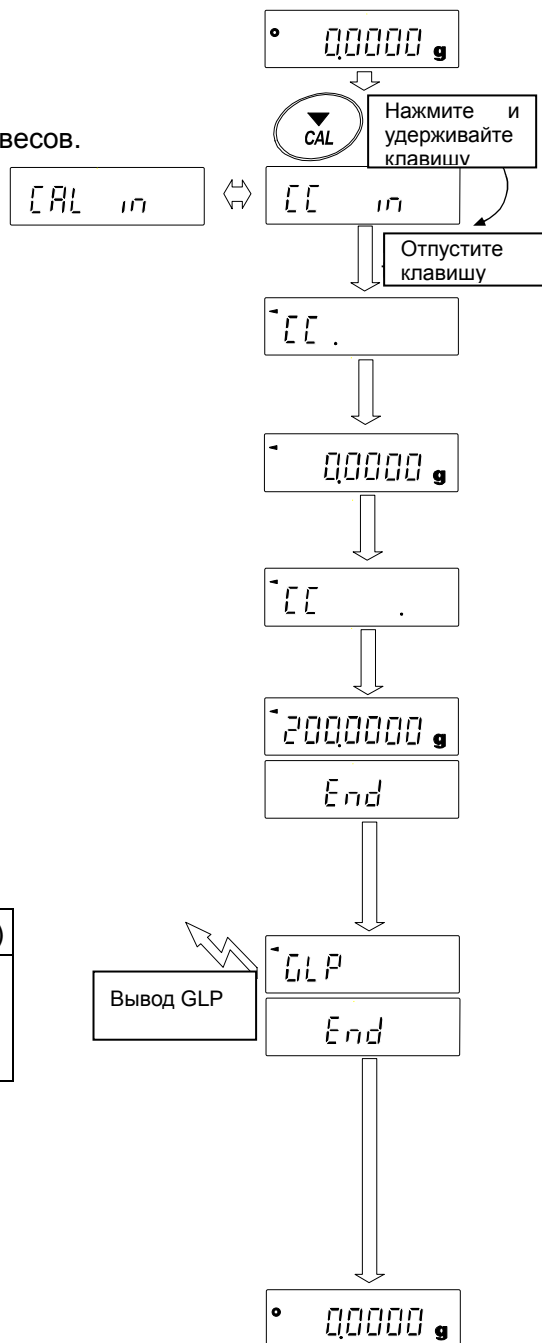 0.0000 g
CAL
Нажмите и
удерживайте
клавишу
весов.
CAL in
CC in
Отпустите
клавишу
CC .
0.0000 g
CC .
200.0000 g
End
)
GLP
Вывод GLP
End
0.0000 g